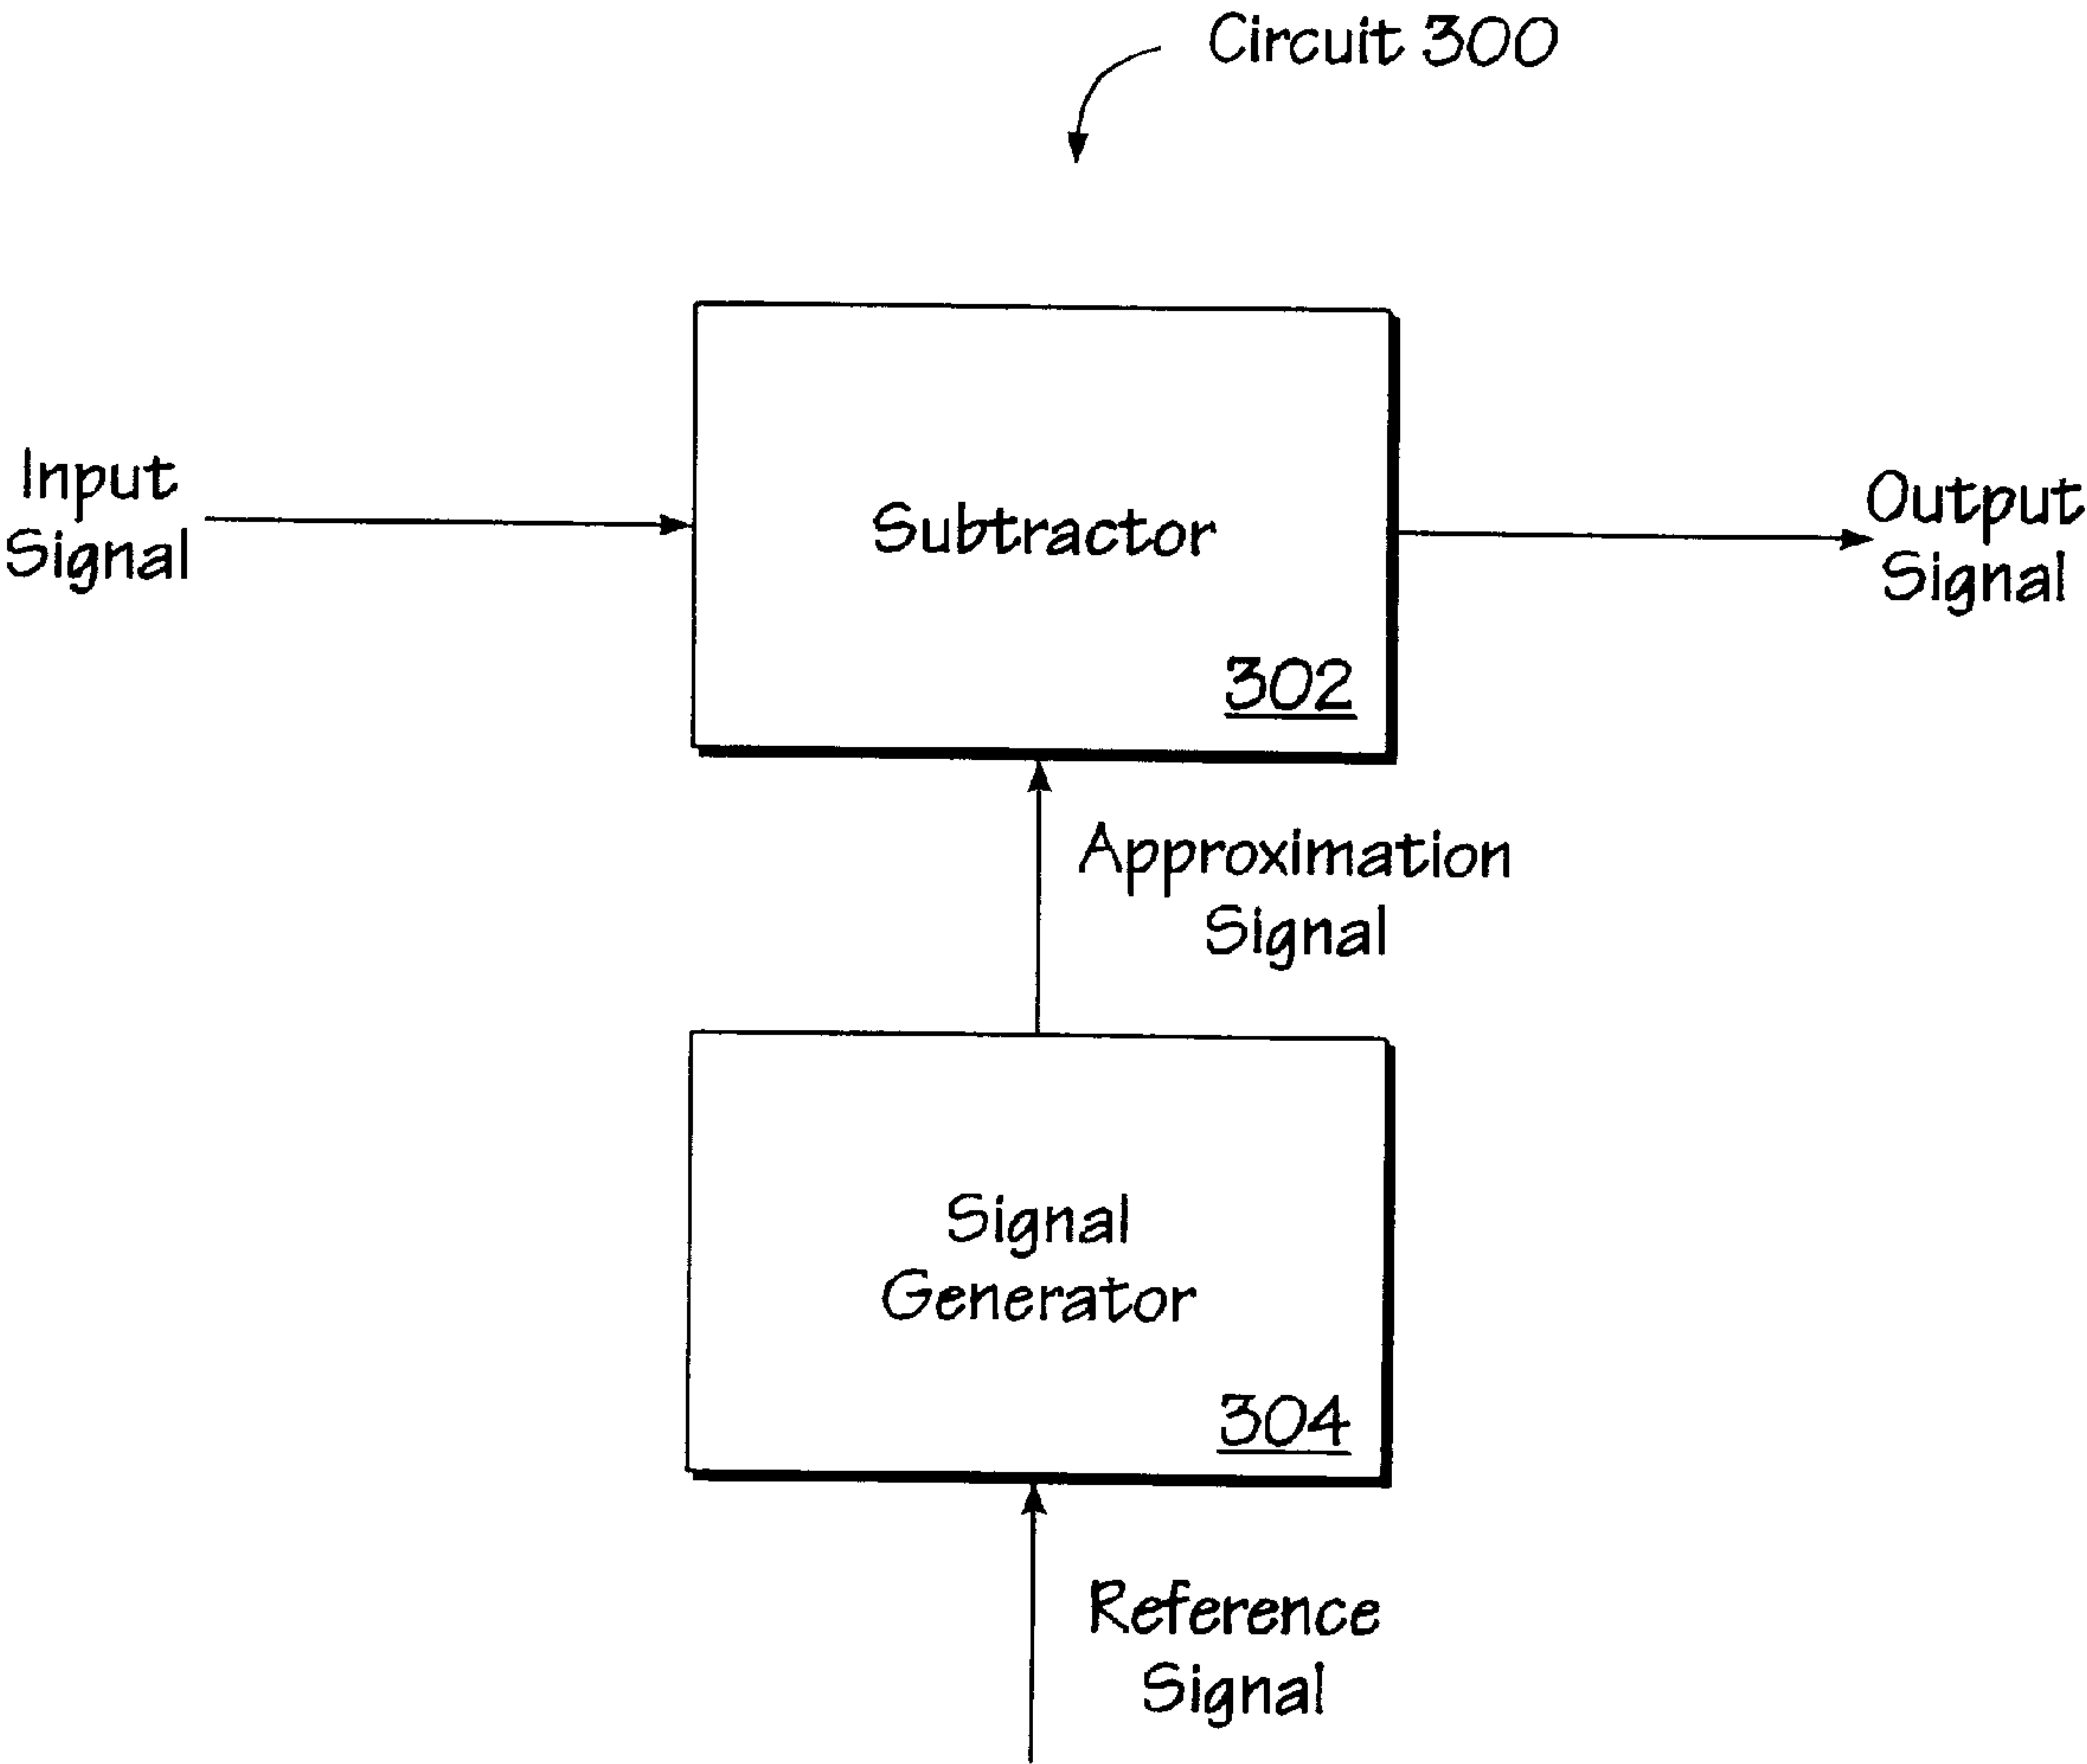 Circuit 300
Input
Signal
Subtractor
302
Output
Signal
Approximation
Signal
Signal
Generator
304
Reference
Signal